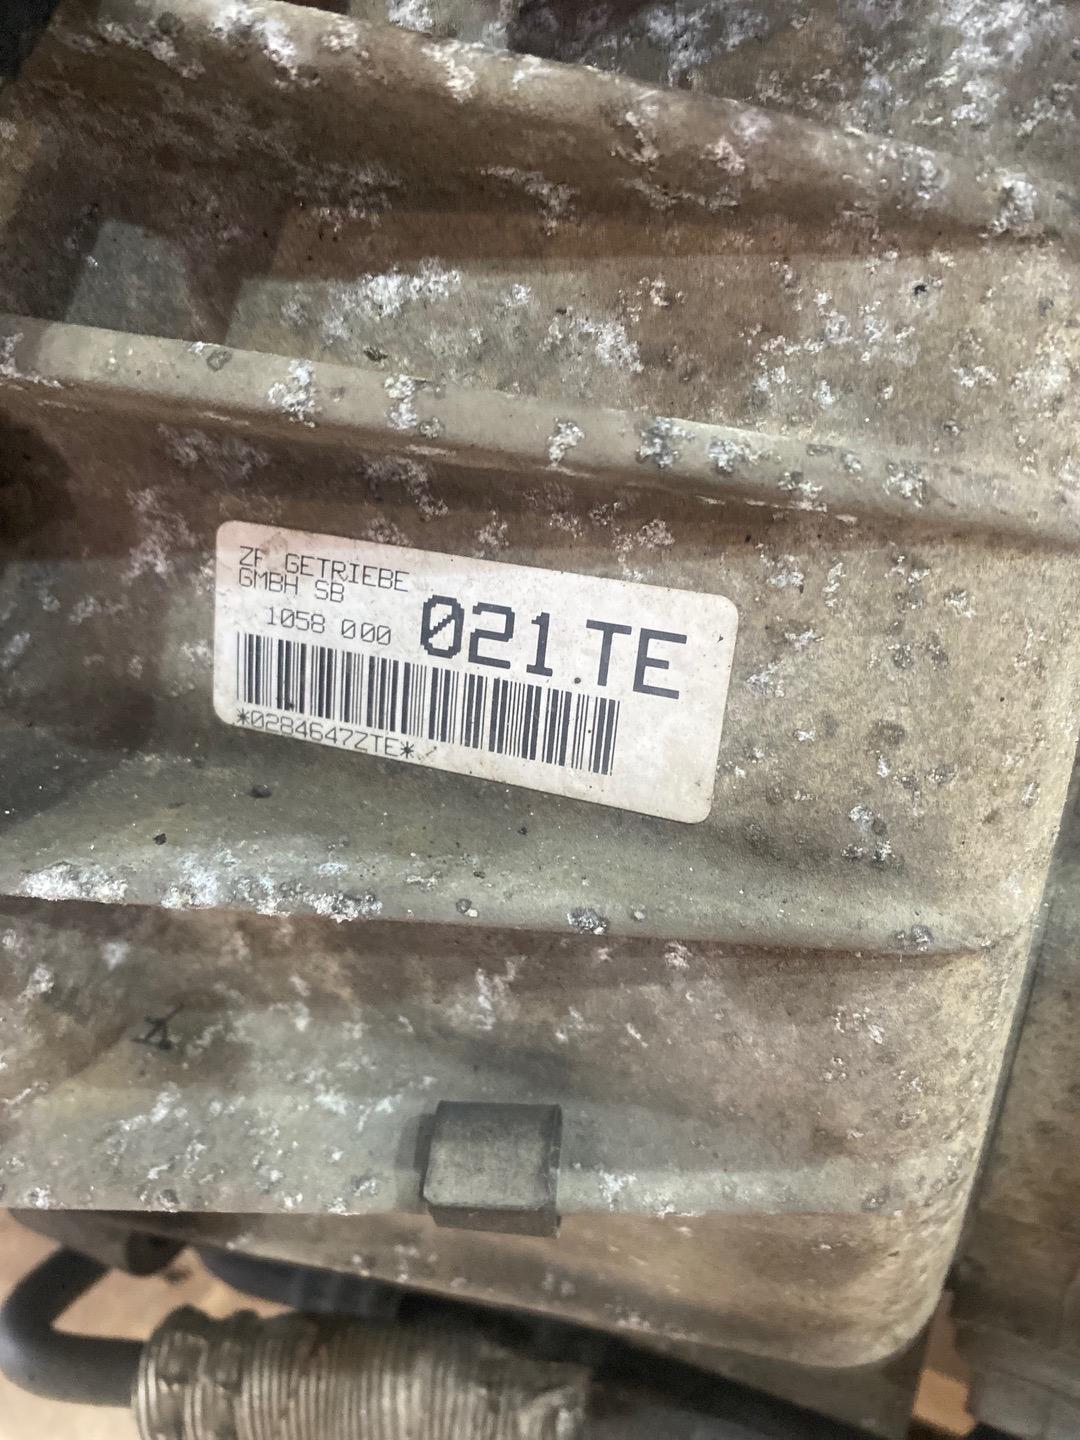 ZF GETRIEBE
GMBH SB
1058 000 021 TE
*0284647ZTE*